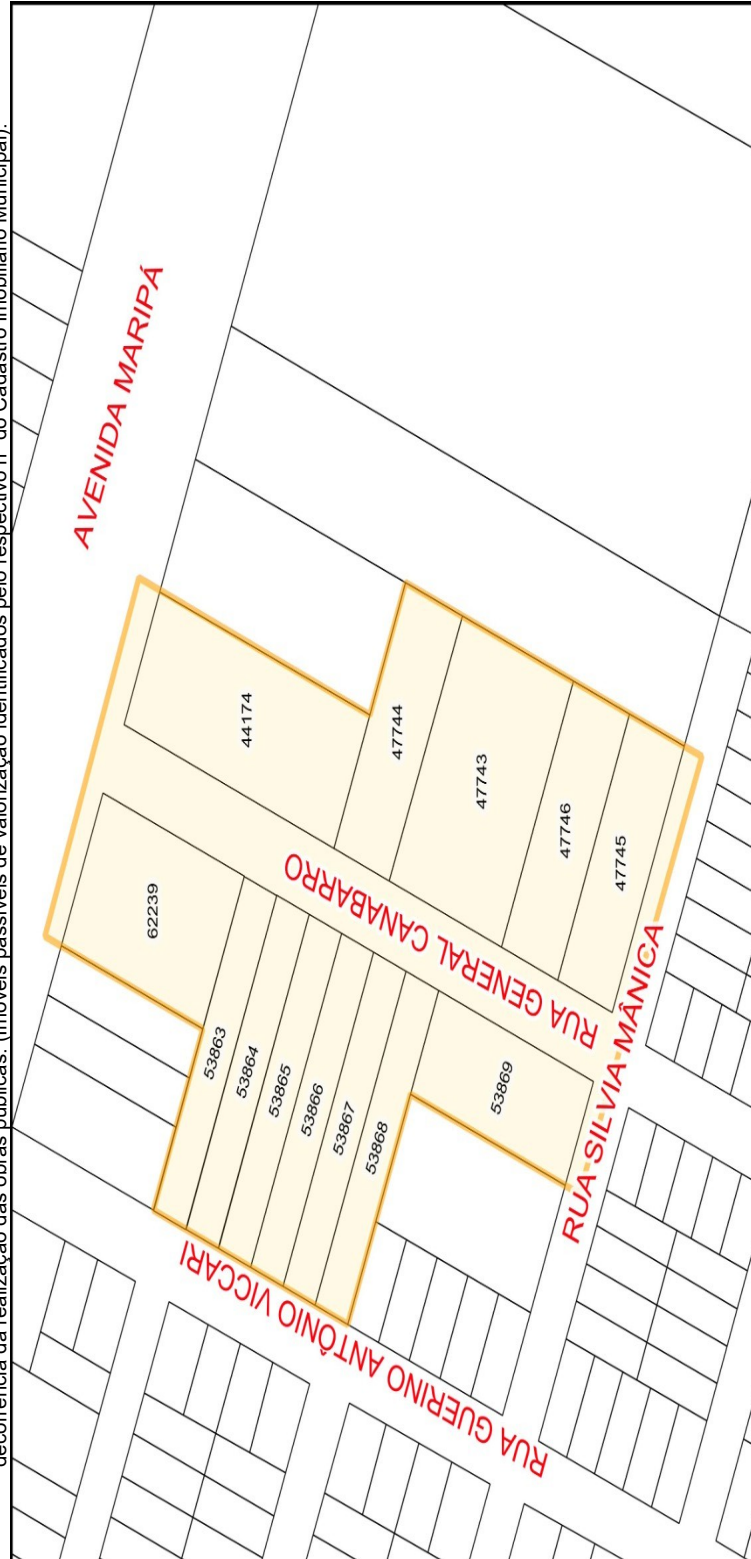 decorrência da realização das obras públicas. (Imóveis passíveis de valorização identificados pelo respectivo nº do Cadastro Imobiliário Municipal).
AVENIDA MARIPÁ
44174
47744
47743
47746
47745
62239
RUA GENERAL CANABARRO
53863
53864
53865
53866
53867
53868
53869
RUA SILVIA MÂNICA
RUA GUERINO ANTÔNIO VICCARI